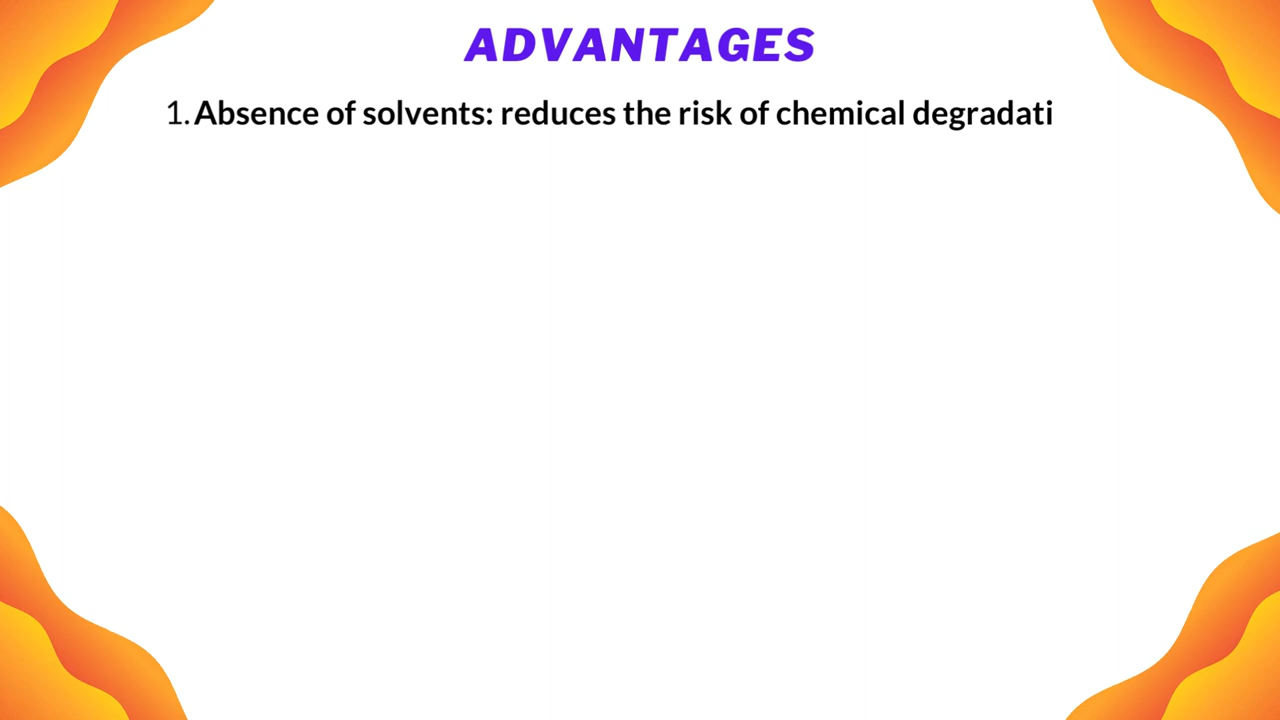 ADVANTAGES
1. Absence of solvents: reduces the risk of chemical degradati